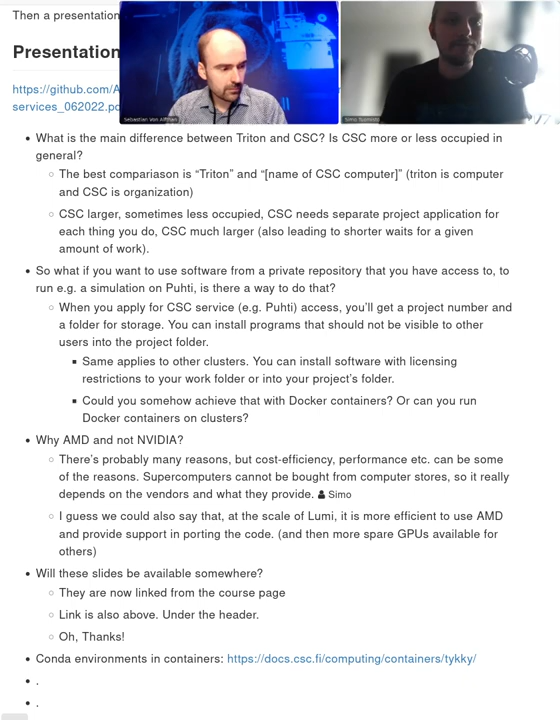 Then a presentation
Presentation
https://github.com/A
services_062022.pd
Sebastian Von Alfthan
• What is the main difference between Triton and CSC? Is CSC more or less occupied in
general?
◦ The best compariason is “Triton” and “[name of CSC computer]” (triton is computer
and CSC is organization)
◦ CSC larger, sometimes less occupied, CSC needs separate project application for
each thing you do, CSC much larger (also leading to shorter waits for a given
amount of work).
• So what if you want to use software from a private repository that you have access to, to
run e.g. a simulation on Puhti, is there a way to do that?
◦ When you apply for CSC service (e.g. Puhti) access, you’ll get a project number and
a folder for storage. You can install programs that should not be visible to other
users into the project folder.
▪ Same applies to other clusters. You can install software with licensing
restrictions to your work folder or into your project’s folder.
▪ Could you somehow achieve that with Docker containers? Or can you run
Docker containers on clusters?
• Why AMD and not NVIDIA?
◦ There’s probably many reasons, but cost-efficiency, performance etc. can be some
of the reasons. Supercomputers cannot be bought from computer stores, so it really
depends on the vendors and what they provide. Simo
◦ I guess we could also say that, at the scale of Lumi, it is more efficient to use AMD
and provide support in porting the code. (and then more spare GPUs available for
others)
• Will these slides be available somewhere?
◦ They are now linked from the course page
◦ Link is also above. Under the header.
◦ Oh, Thanks!
• Conda environments in containers: https://docs.csc.fi/computing/containers/tykky/
• .
• .